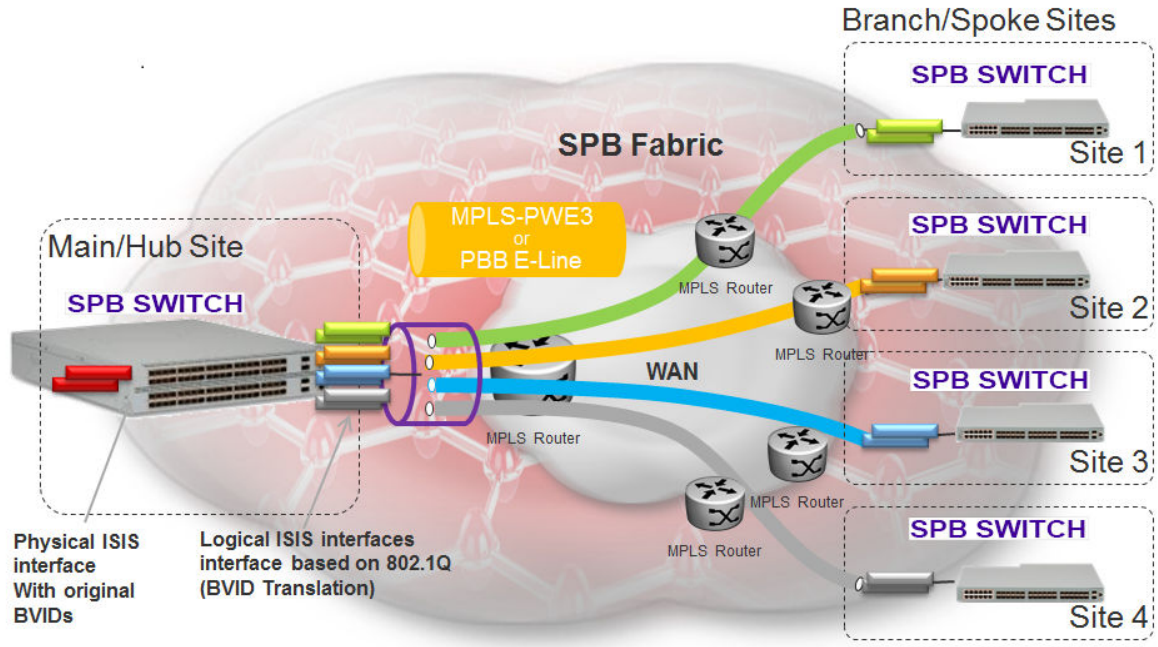 Branch/Spoke Sites
SPB SWITCH
Site 1
SPB Fabric
MPLS-PWE3
or
PBB E-Line
Main/Hub Site
SPB SWITCH
MPLS Router
SPB SWITCH
Site 2
MPLS Router
WAN
MPLS Router
SPB SWITCH
Site 3
MPLS Router
MPLS Router
SPB SWITCH
Site 4
Physical ISIS
interface
With original
BVIDs
Logical ISIS interfaces
interface based on 802.1Q
(BVID Translation)